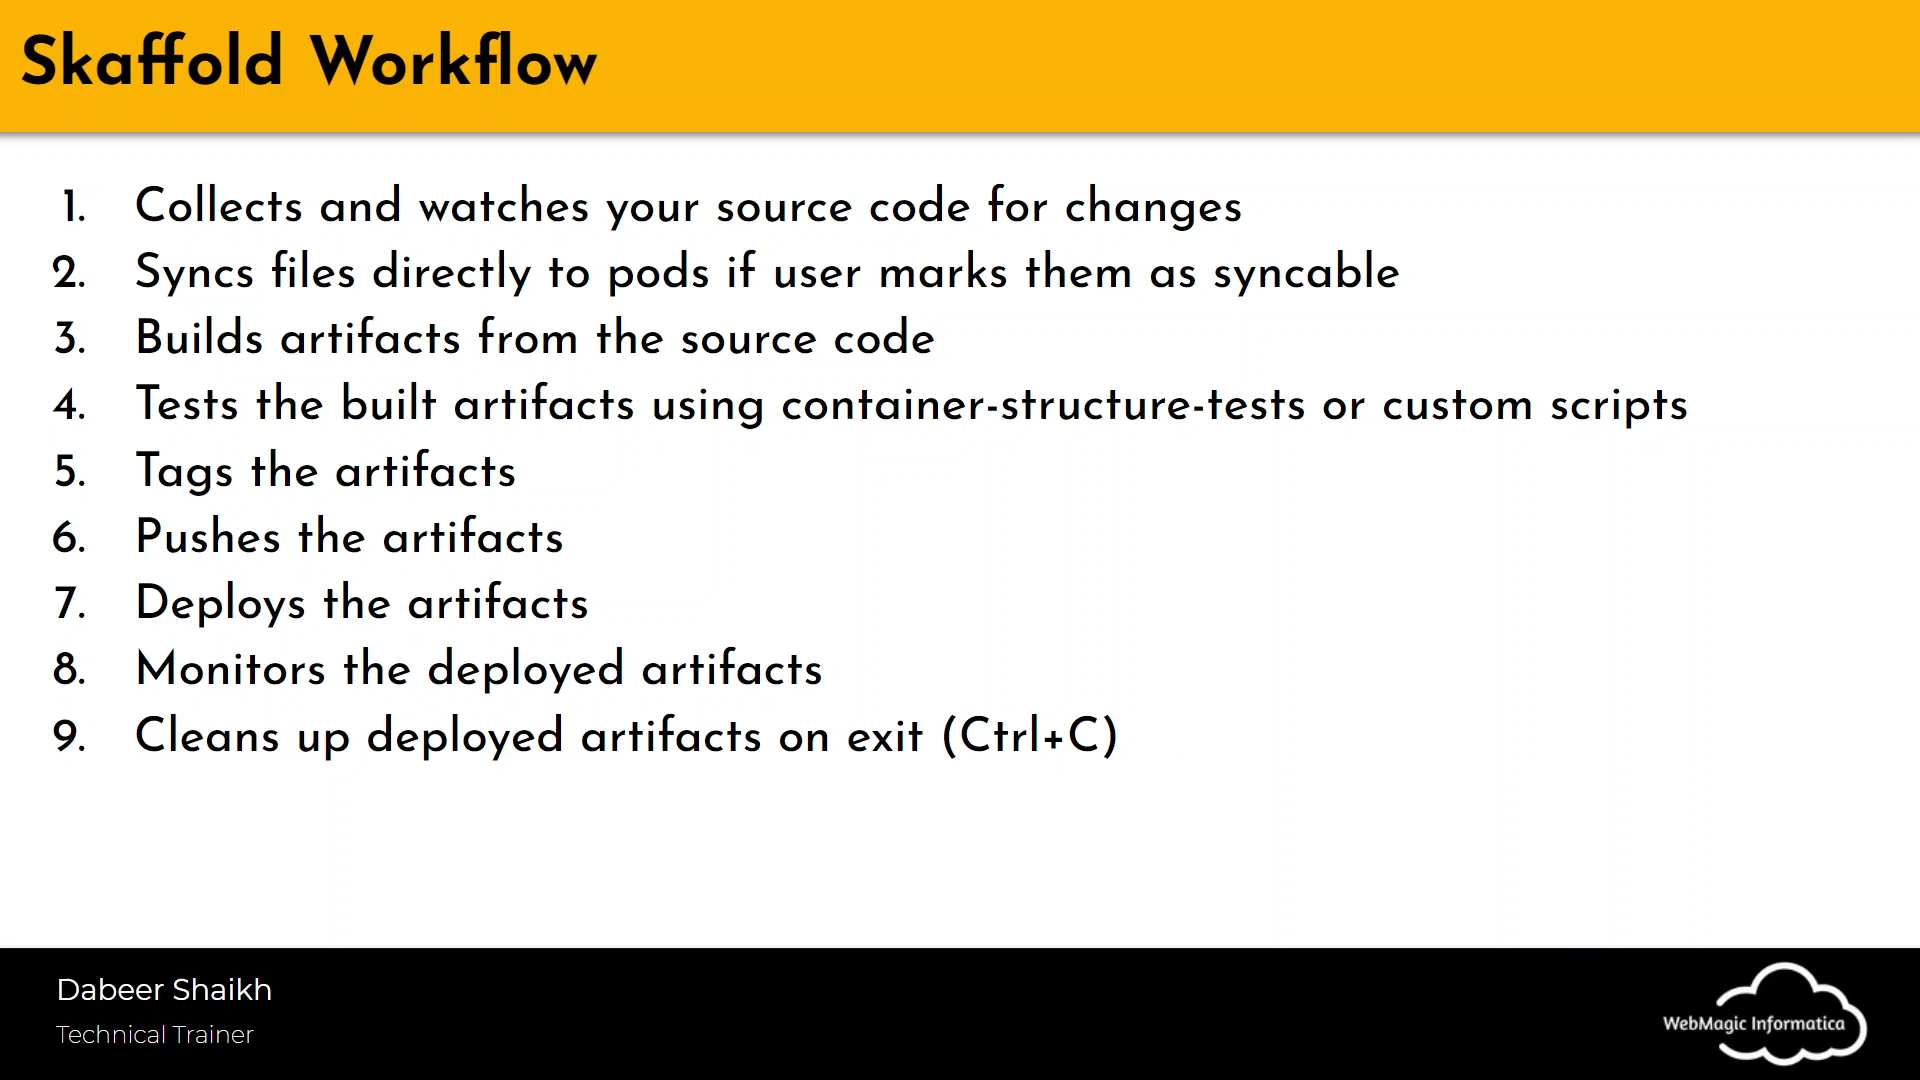 Skaffold Workflow
1. Collects and watches your source code for changes
2. Syncs files directly to pods if user marks them as syncable
3. Builds artifacts from the source code
4. Tests the built artifacts using container-structure-tests or custom scripts
5. Tags the artifacts
6. Pushes the artifacts
7. Deploys the artifacts
8. Monitors the deployed artifacts
9. Cleans up deployed artifacts on exit (Ctrl+C)
Dabeer Shaikh
Technical Trainer
WebMagic Informatica